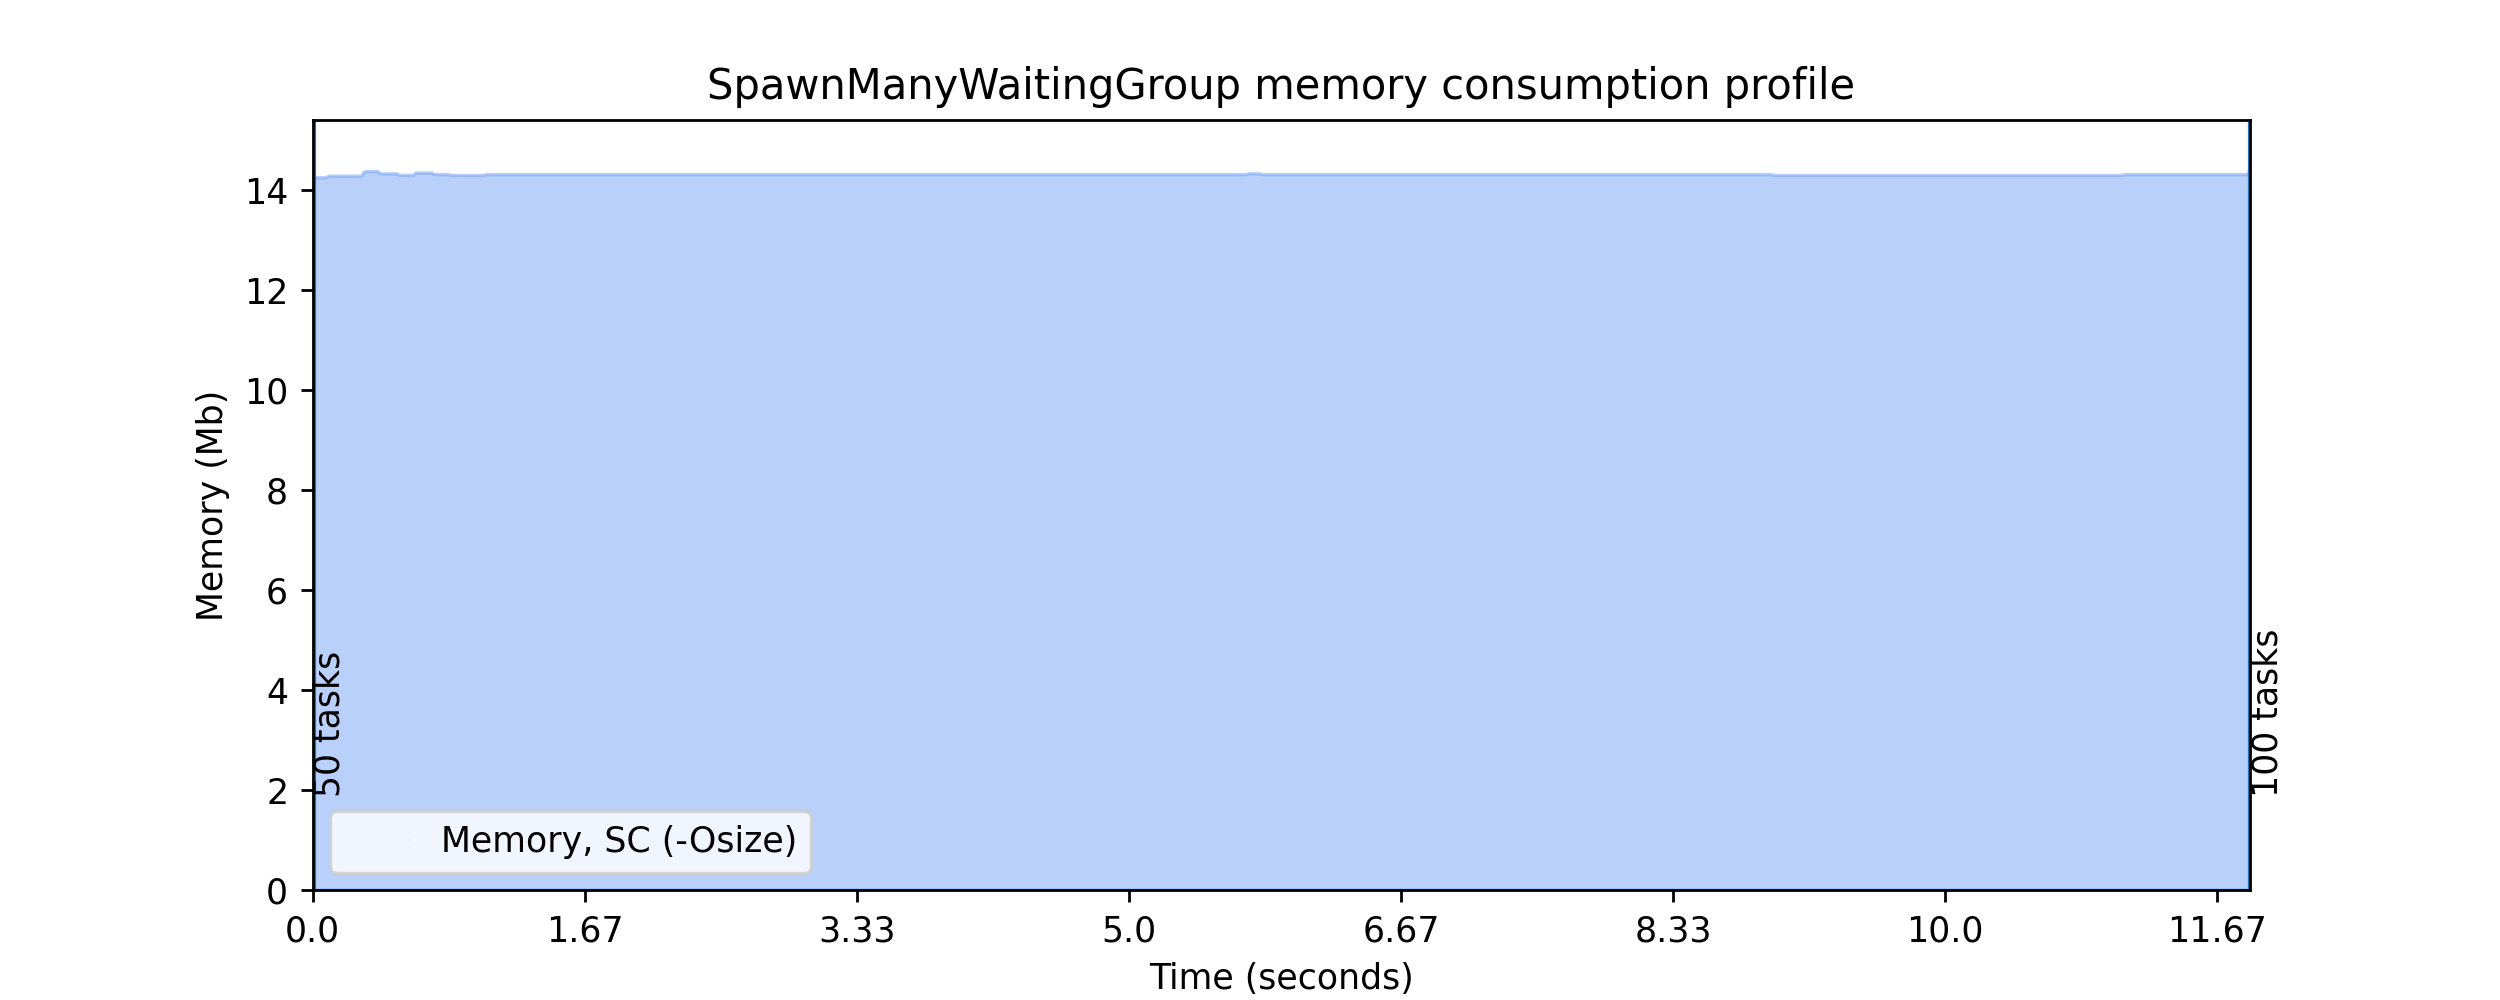 SpawnManyWaitingGroup memory consumption profile
Memory (Mb)
14
12
10
8
6
4
2
0
50 tasks
100 tasks
Memory, SC (-Osize)
0.0 1.67 3.33 5.0 6.67 8.33 10.0 11.67
Time (seconds)